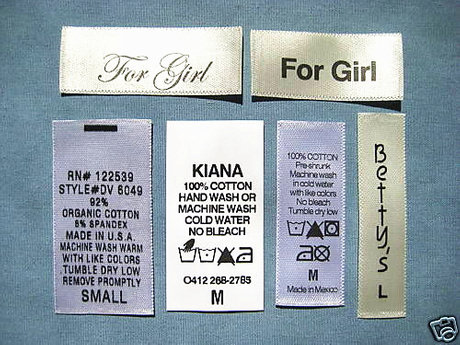 For Girl
For Girl
RN# 122539
STYLE#DV 6049
92%
ORGANIC COTTON
8% SPANDEX
MADE IN U.S.A.
MACHINE WASH WARM
WITH LIKE COLORS
TUMBLE DRY LOW
REMOVE PROMPTLY
SMALL
KIANA
100% COTTON
HAND WASH OR
MACHINE WASH
COLD WATER
NO BLEACH
0412 268-2785
M
100% COTTON
Pre-shrunk
Machine wash
in cold water
with like colors
No bleach
Tumble dry low
M
Made in Mexico
Betty's L